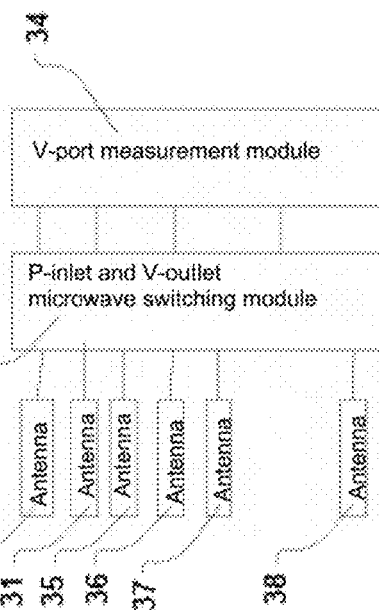 34
V-port measurement module
P-inlet and V-outlet
microwave switching module
Antenna
Antenna
Antenna
Antenna
Antenna
Antenna
31
35
36
37
38